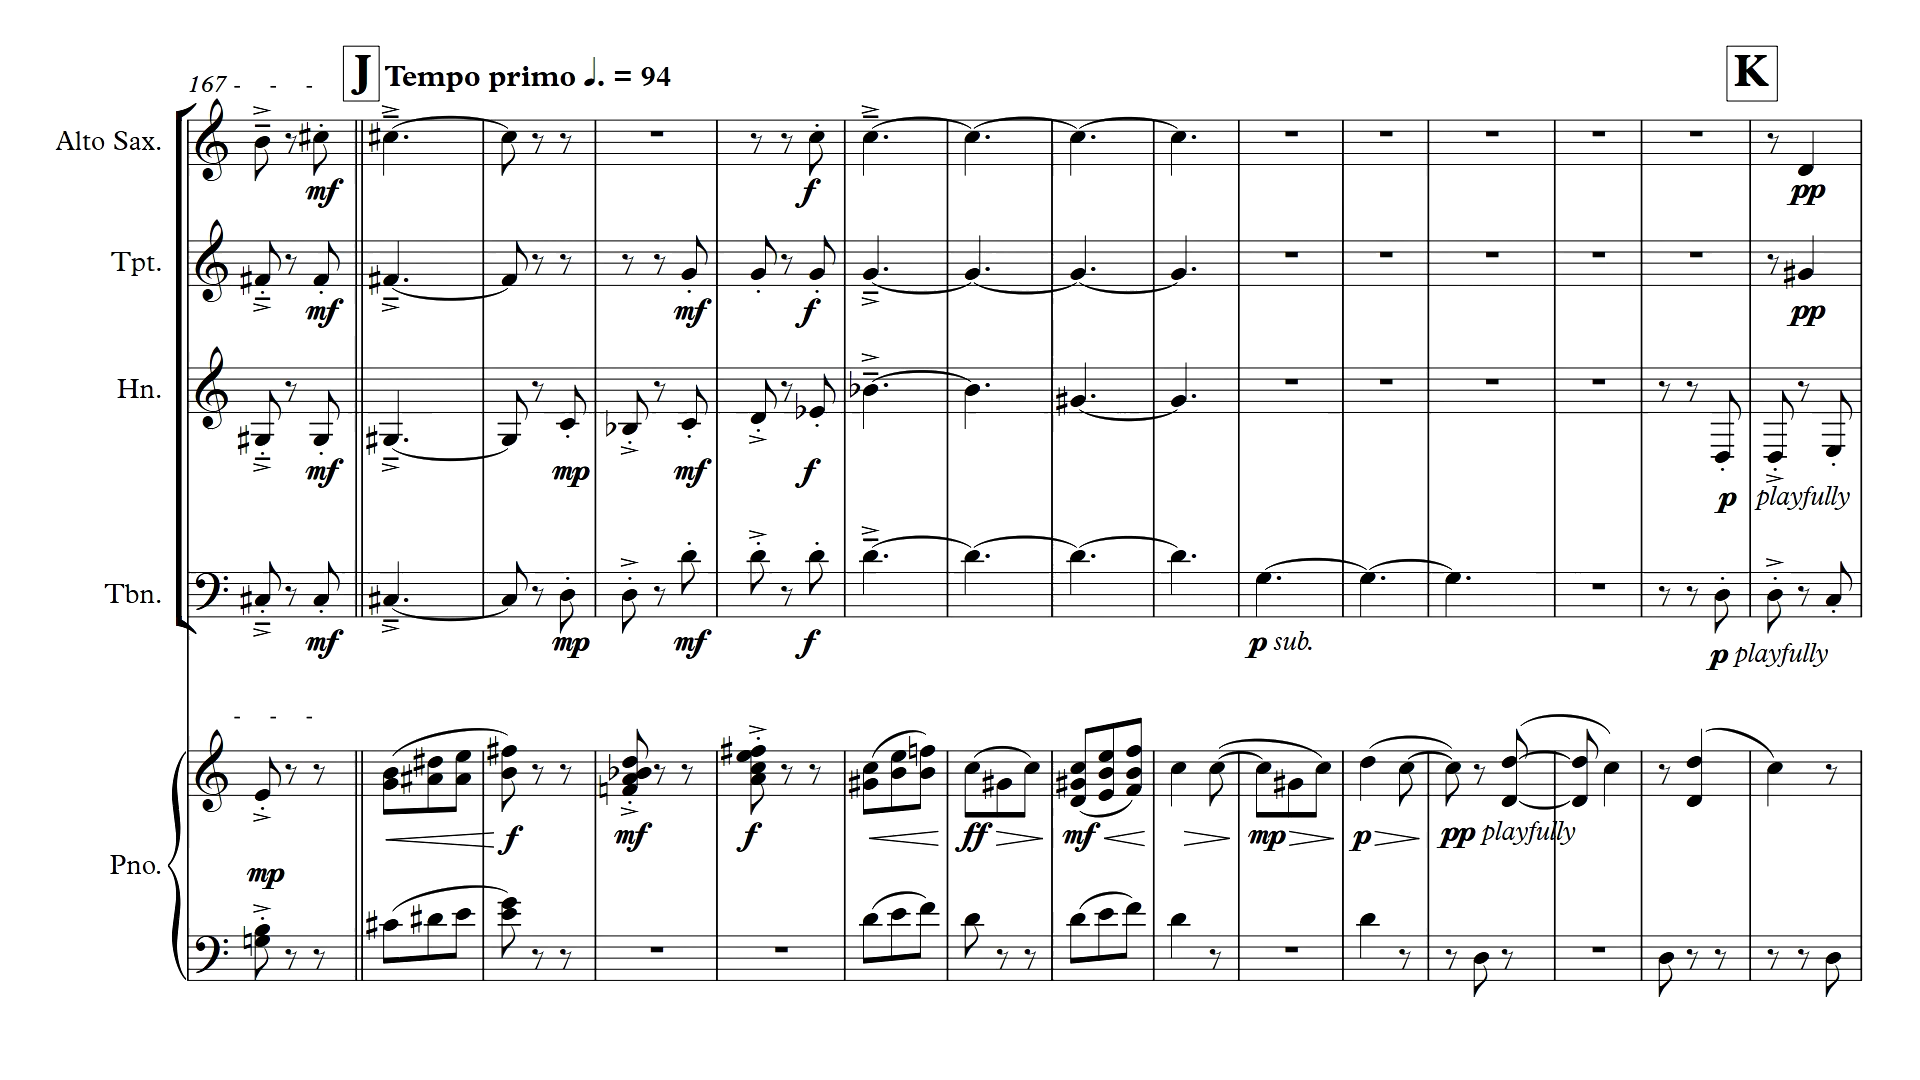 167 - - - J Tempo primo ♩. = 94 K
Alto Sax. mf f pp
Tpt. mf mf f pp
Hn. mf mp mf f p playfully
Tbn. mf mp mf f p sub. p playfully
- - -
f mf f ff mf mp p pp playfully
Pno.
mp